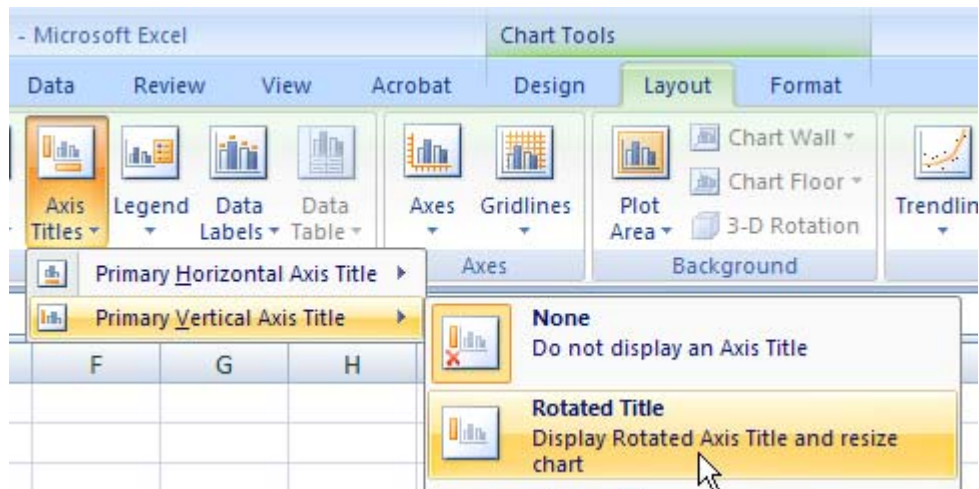 - Microsoft Excel
Chart Tools
Data Review View Acrobat Design Layout Format
Axis Titles
Legend
Data Labels
Data Table
Axes
Gridlines
Plot Area
Chart Wall
Chart Floor
3-D Rotation
Axes
Background
Primary Horizontal Axis Title
Primary Vertical Axis Title
None
Do not display an Axis Title
Rotated Title
Display Rotated Axis Title and resize
chart
F G H